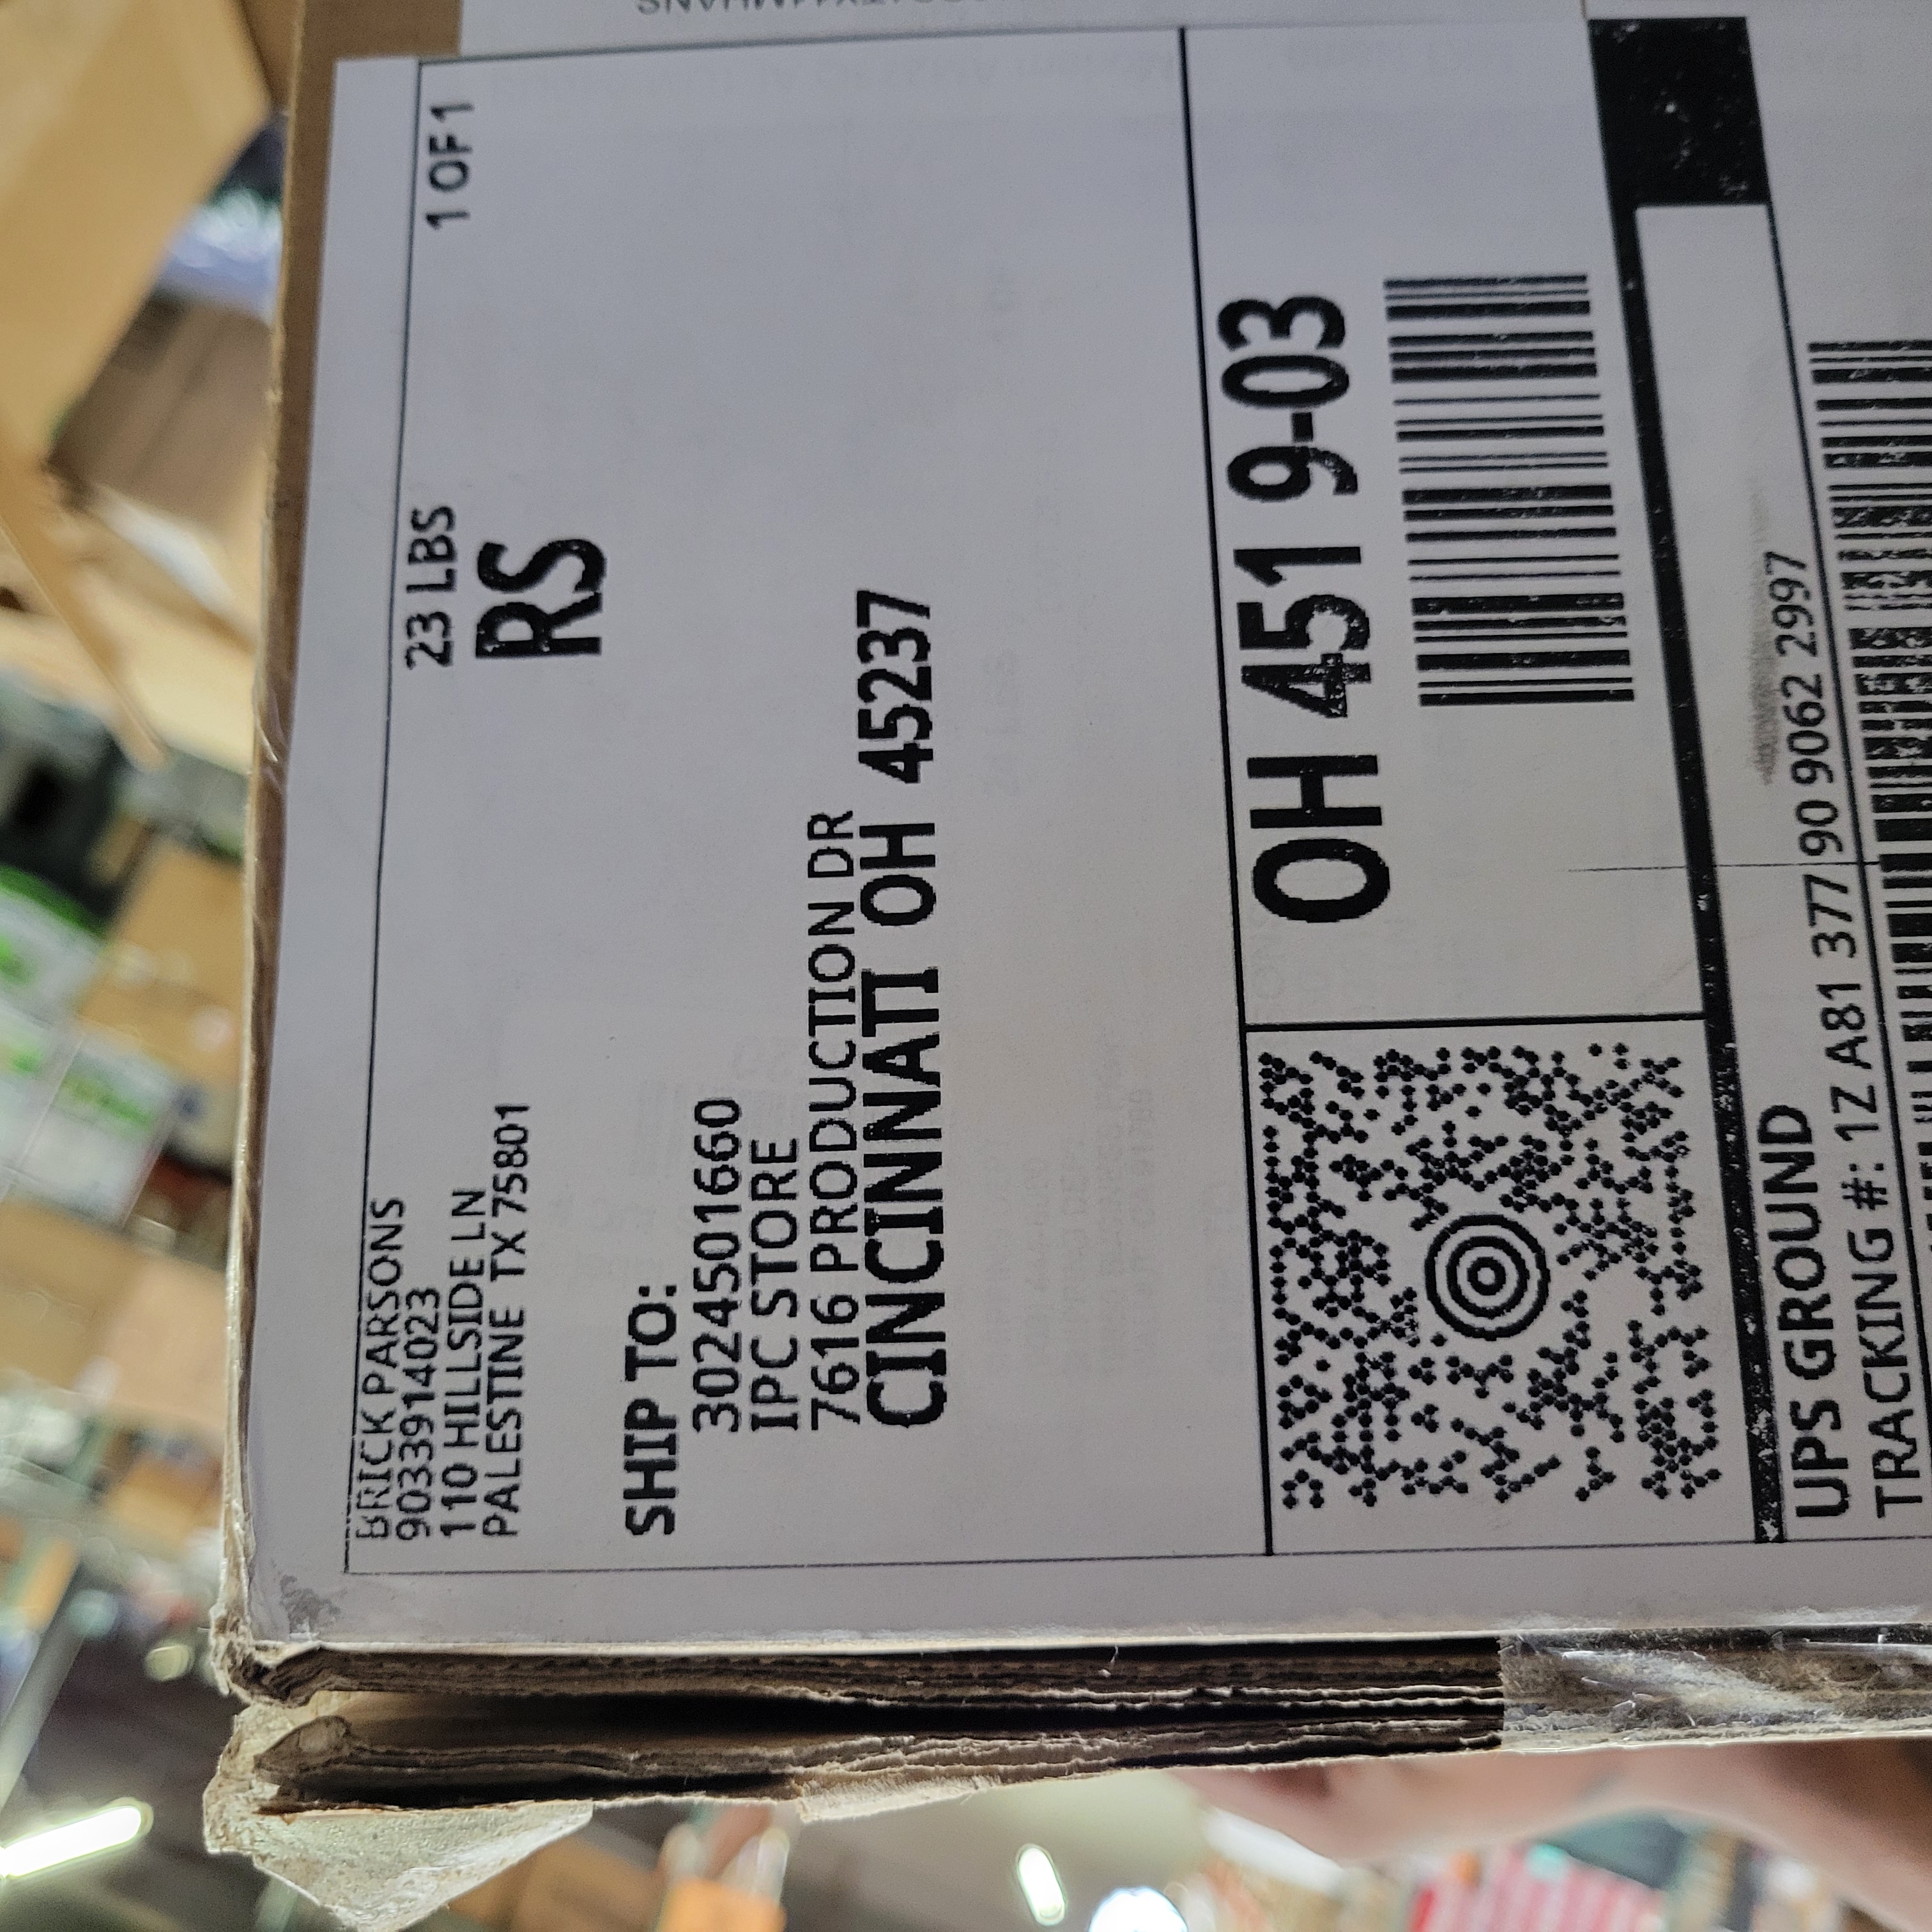 BRICK PARSONS
9033914023
110 HILLSIDE LN
PALESTINE TX 75801
23 LBS
1 OF 1
RS
SHIP TO:
3024501660
IPC STORE
7616 PRODUCTION DR
CINCINNATI OH 45237
OH 451 9-03
UPS GROUND
TRACKING #: 1Z A81 377 90 9062 2997